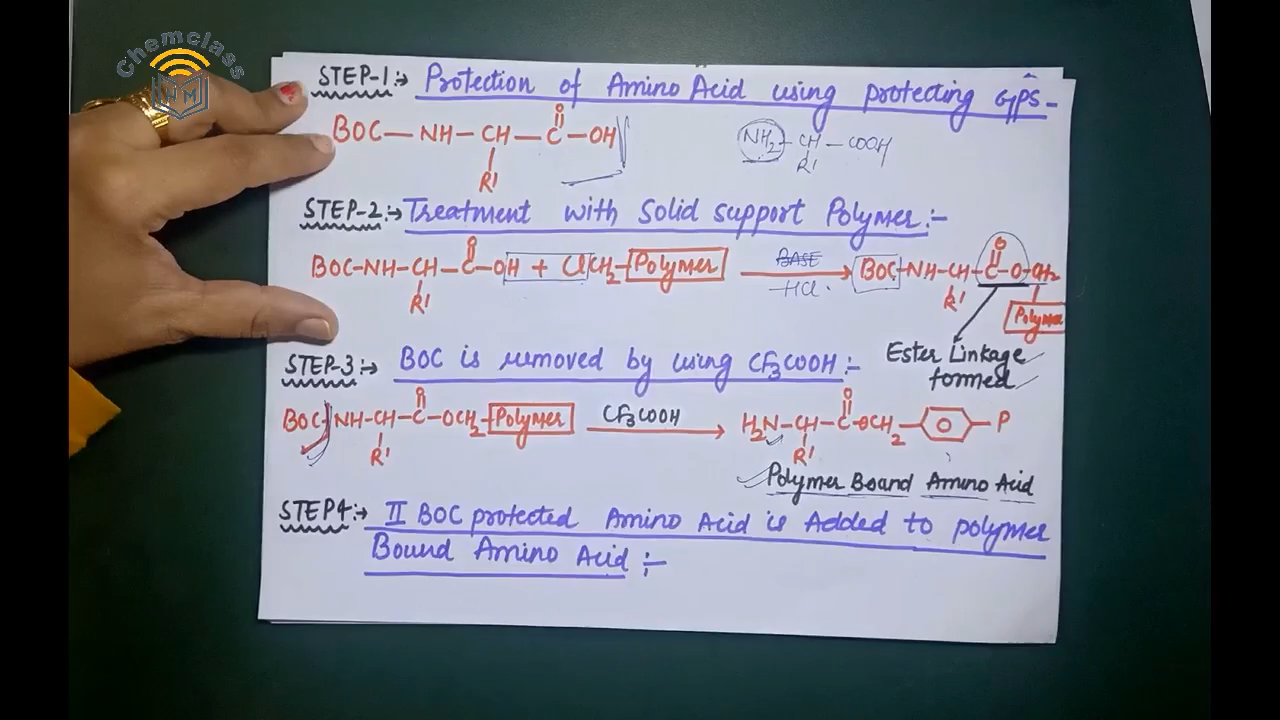 Chemclass
WM
STEP-1:→ Protection of Amino Acid using protecting GPS-
BOC—NH—CH—C—OH
O
R'
NH2—CH—COOH
R'
STEP-2:→ Treatment with Solid support Polymer:-
O
BOC-NH-CH-C-OH + ClCH2-Polymer
R'
BASE
-HCl
O
BOC-NH-CH-C-O-CH2
R'
Polymer
Ester Linkage
formed
STEP-3:→ BOC is removed by using CF3COOH:-
O
BOC-NH-CH-C-OCH2-Polymer
R'
CF3COOH
O
H2N-CH-C-OCH2-
-P
R'
Polymer Bound Amino Acid
STEP4:→ II BOC protected Amino Acid is Added to polymer
Bound Amino Acid:-